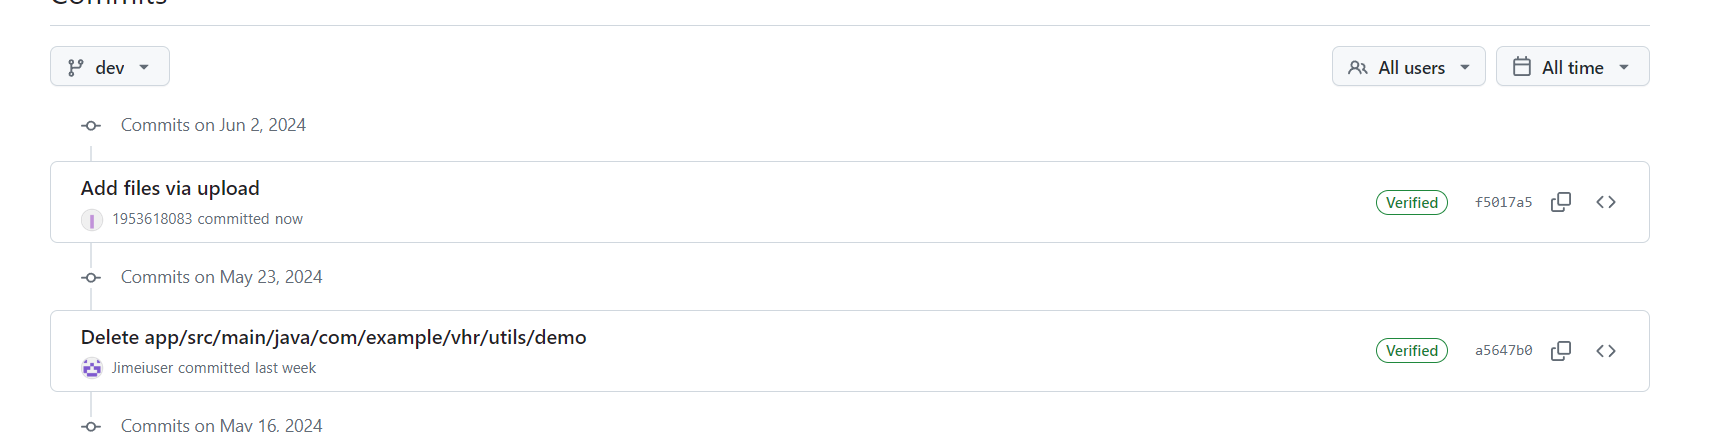 Commits
dev
All users
All time
Commits on Jun 2, 2024
Add files via upload
1953618083 committed now
Verified
f5017a5
Commits on May 23, 2024
Delete app/src/main/java/com/example/vhr/utils/demo
Jimeiuser committed last week
Verified
a5647b0
Commits on May 16, 2024